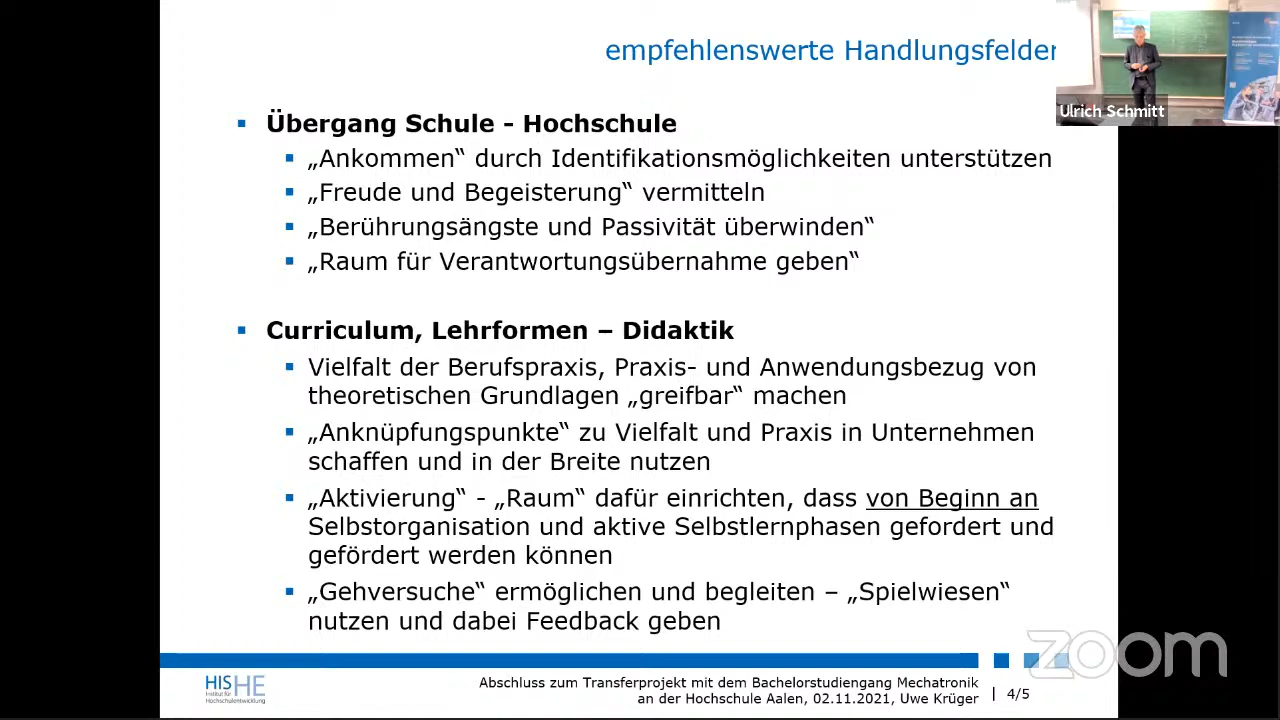 empfehlenswerte Handlungsfelder
Ulrich Schmitt
Übergang Schule - Hochschule
„Ankommen“ durch Identifikationsmöglichkeiten unterstützen
„Freude und Begeisterung“ vermitteln
„Berührungsängste und Passivität überwinden“
„Raum für Verantwortungsübernahme geben“
Curriculum, Lehrformen – Didaktik
Vielfalt der Berufspraxis, Praxis- und Anwendungsbezug von
theoretischen Grundlagen „greifbar“ machen
„Anknüpfungspunkte“ zu Vielfalt und Praxis in Unternehmen
schaffen und in der Breite nutzen
„Aktivierung“ - „Raum“ dafür einrichten, dass von Beginn an
Selbstorganisation und aktive Selbstlernphasen gefordert und
gefördert werden können
„Gehversuche“ ermöglichen und begleiten – „Spielwiesen“
nutzen und dabei Feedback geben
zoom
HIS HE
Institut für
Hochschulentwicklung
Abschluss zum Transferprojekt mit dem Bachelorstudiengang Mechatronik
an der Hochschule Aalen, 02.11.2021, Uwe Krüger
| 4/5